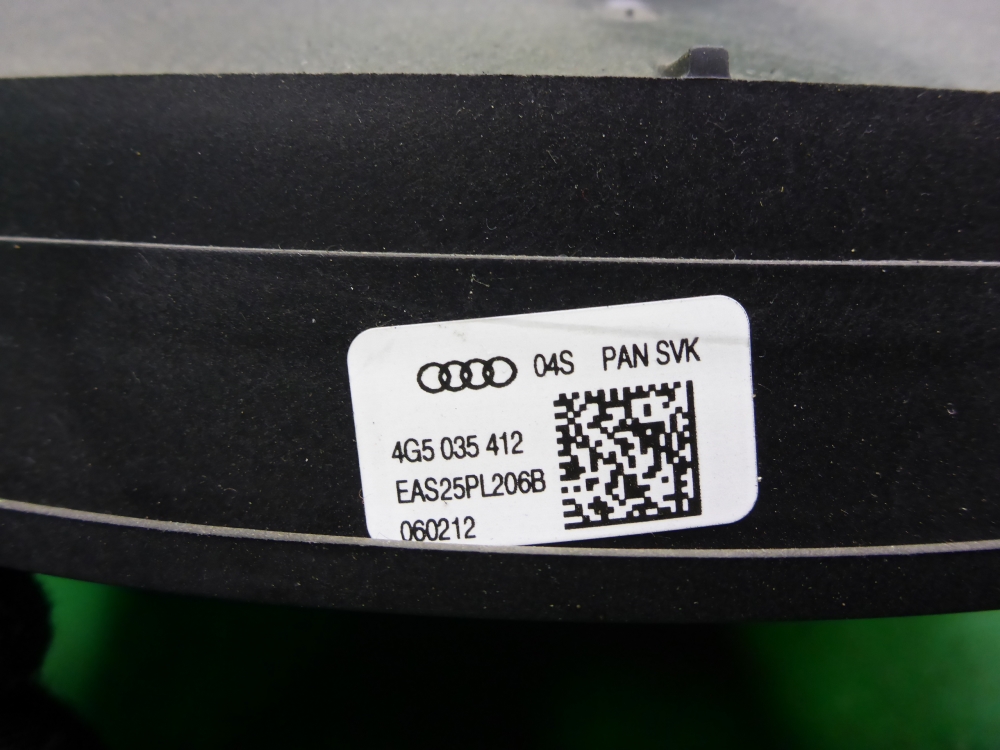 04S PAN SVK
4G5 035 412
EAS25PL206B
060212